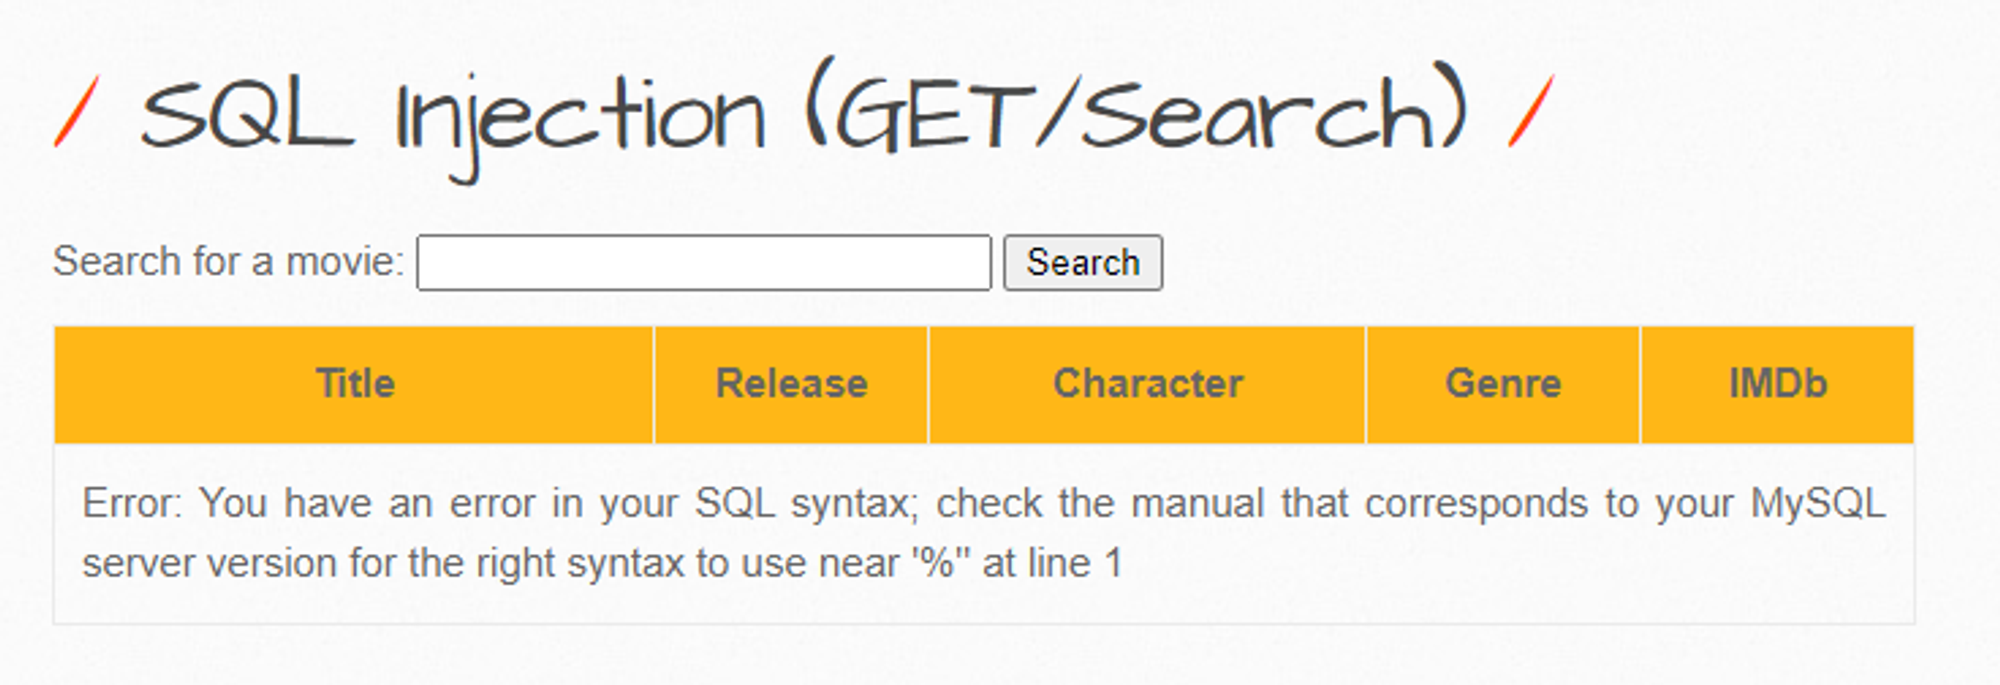 / SQL Injection (GET/Search) /
Search for a movie: Search
Title Release Character Genre IMDb
Error: You have an error in your SQL syntax; check the manual that corresponds to your MySQL
server version for the right syntax to use near '%'' at line 1